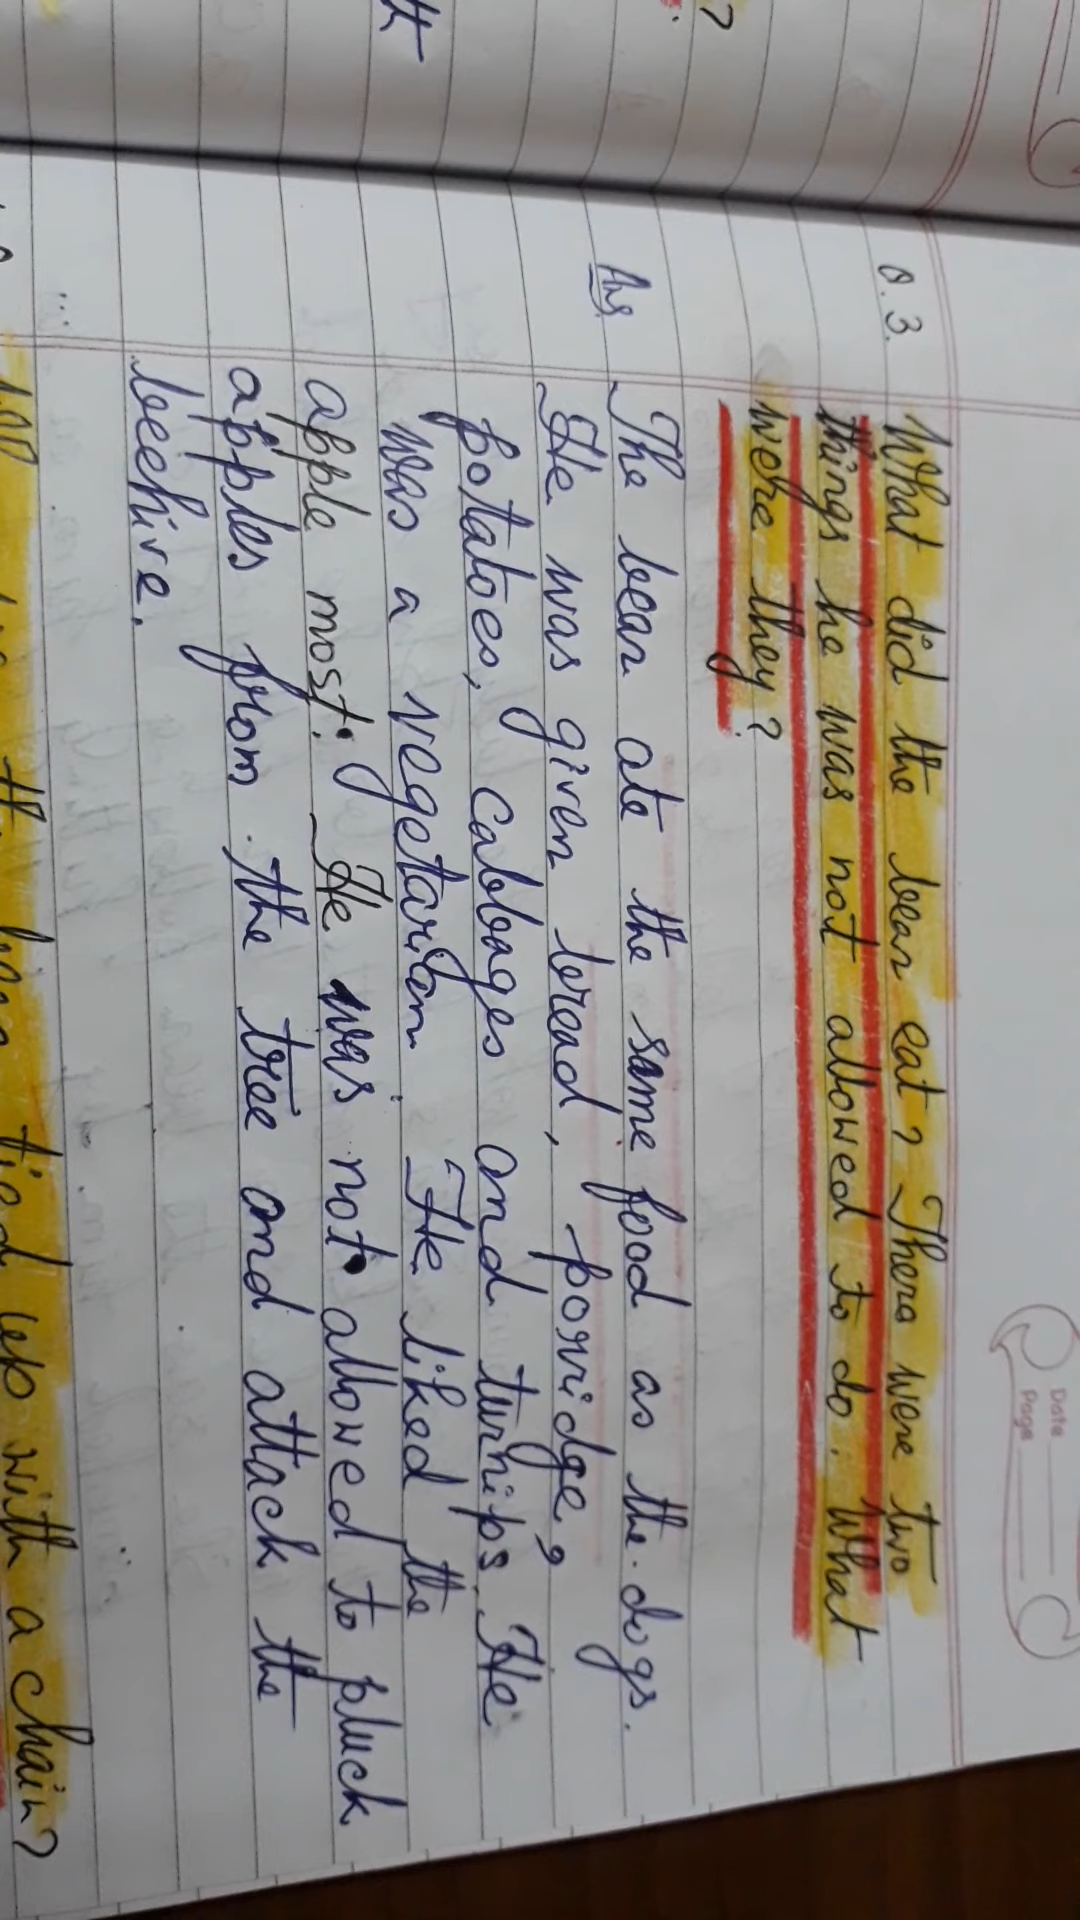 Q.3. What did the bear eat? There were two
things he was not allowed to do. What
were they?
Ans The bear ate the same food as the dogs.
He was given bread, porridge,
potatoes, cabbages and turnips. He
was a vegetarian. He liked the
apple most. He was not allowed to pluck
apples from the tree and attack the
beehive.
tied up with a chain?
Date
Page